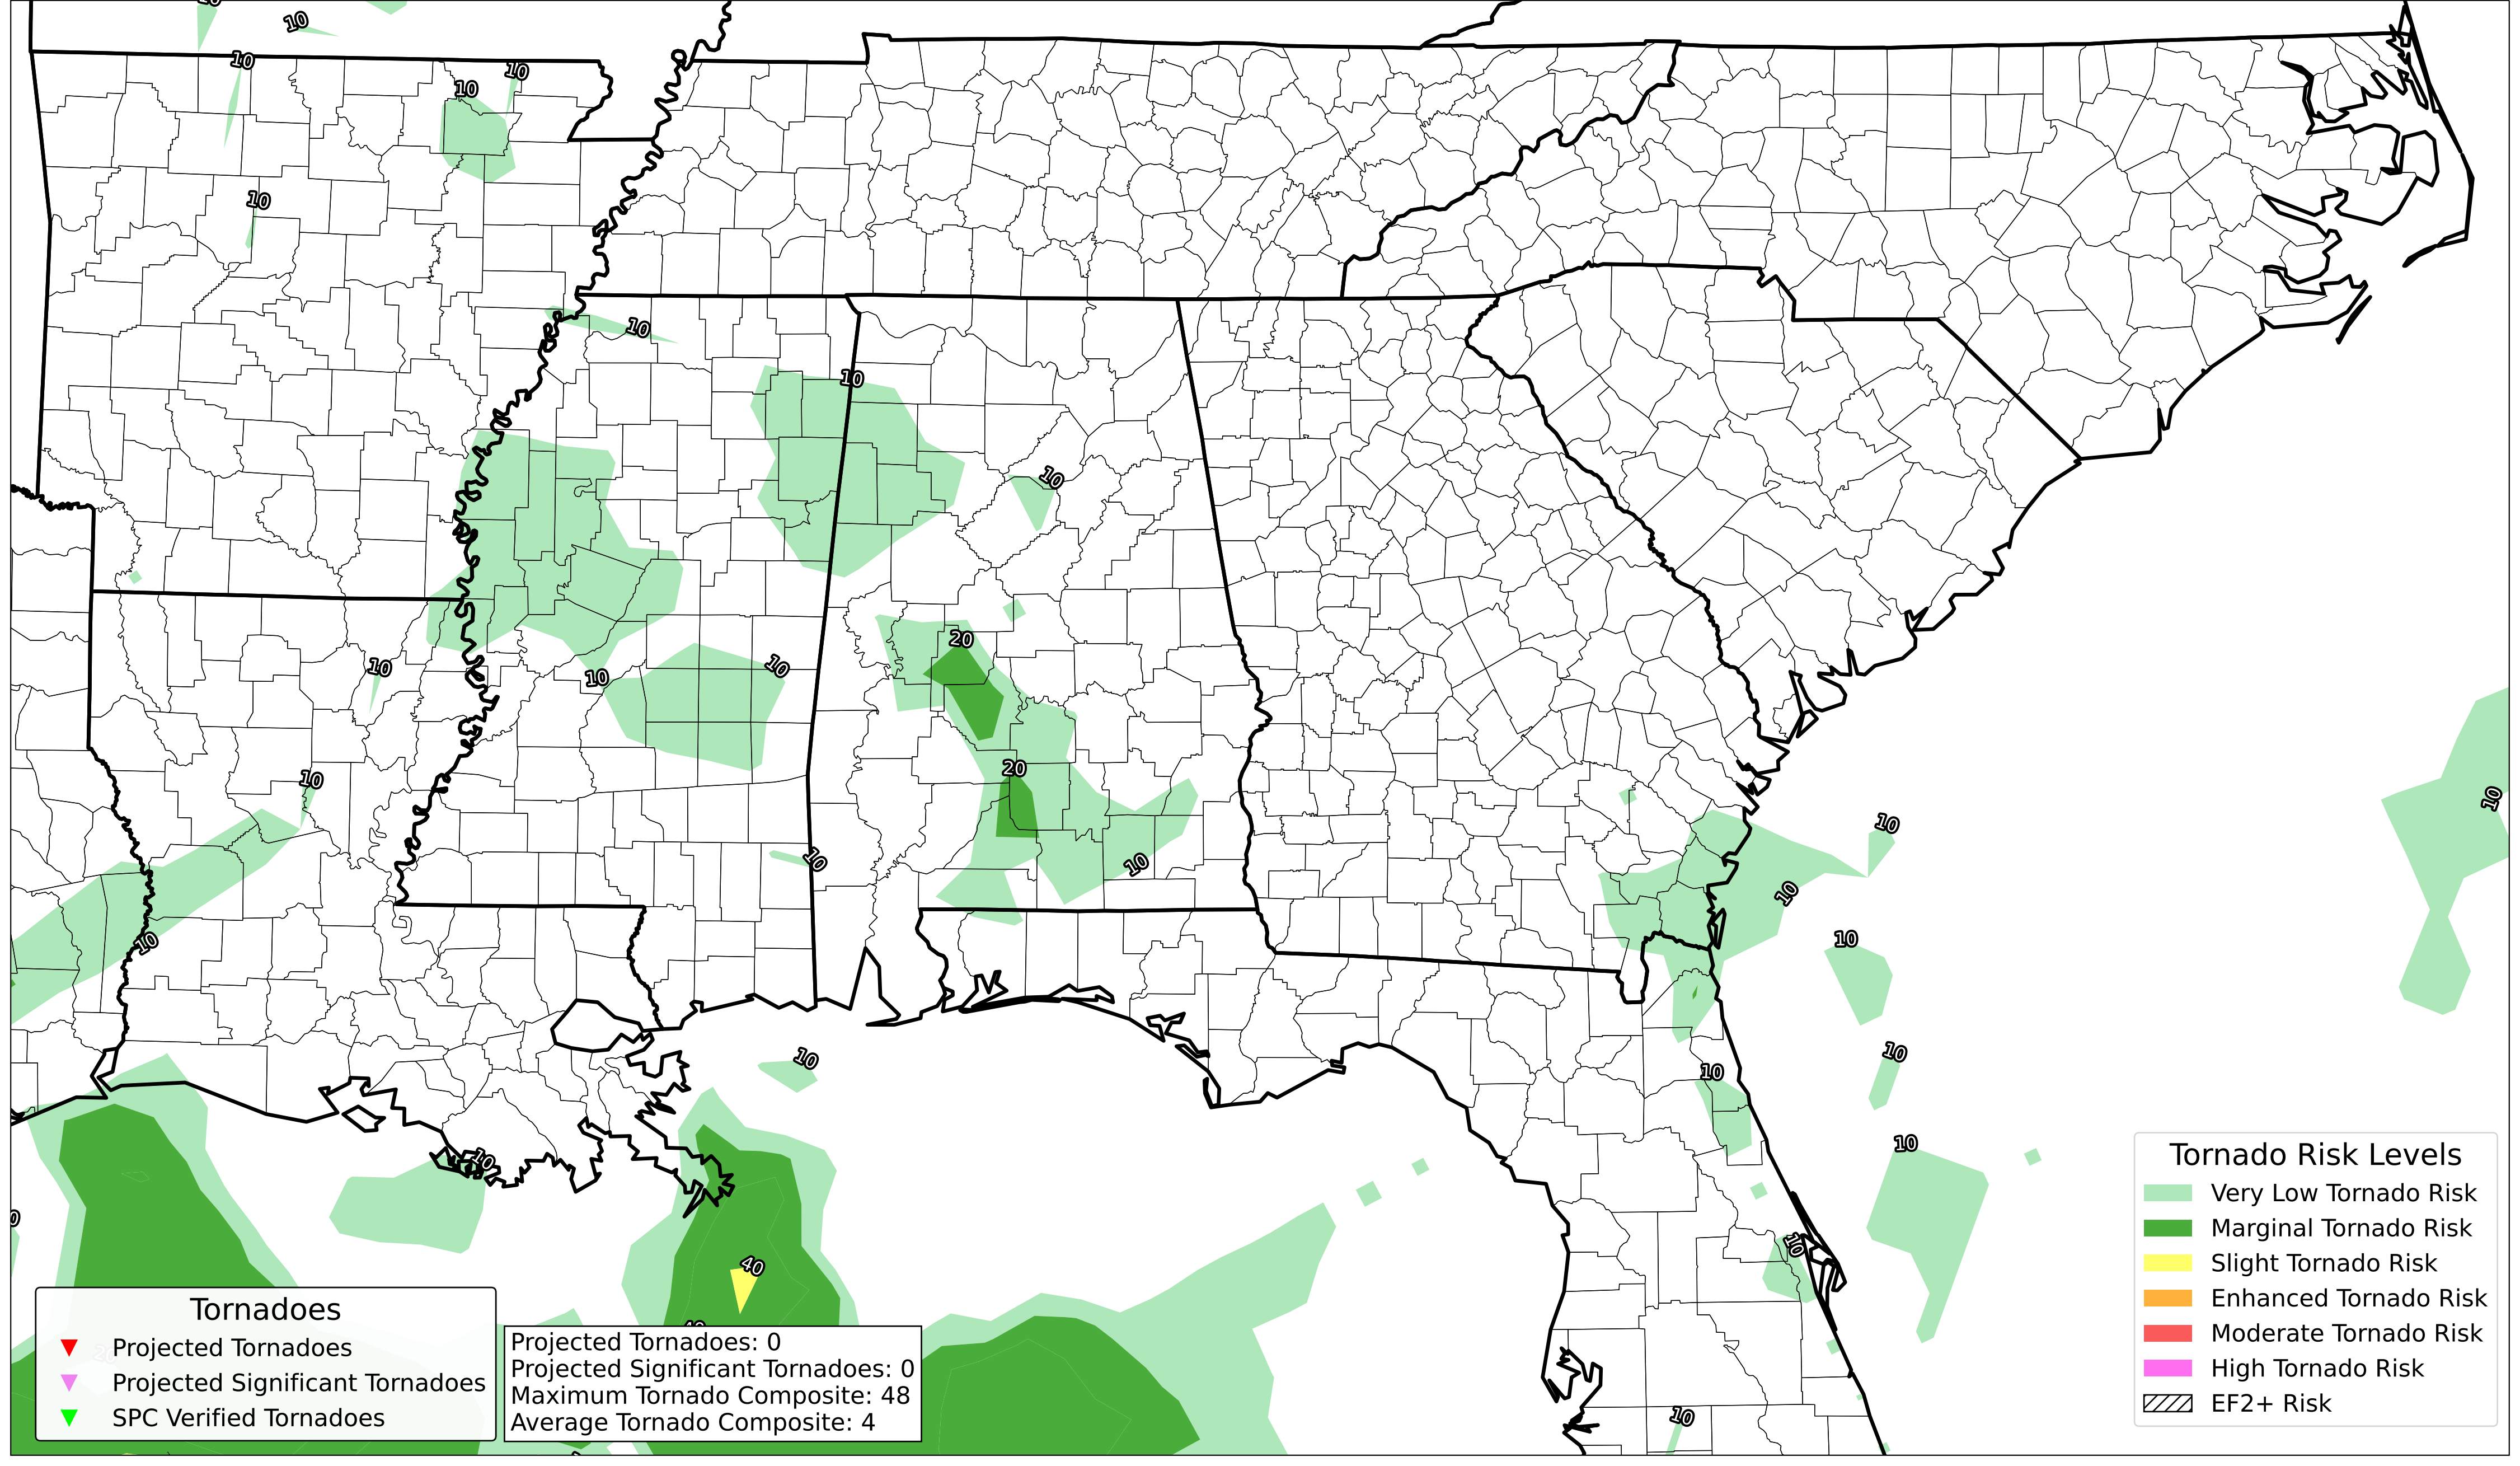 10
10
10
10
10
10
10
10
10
20
10
10
10
20
10
10
10
10
10
10
10
10
10
10
10
10
10
40
10
Tornadoes
Projected Tornadoes
Projected Significant Tornadoes
SPC Verified Tornadoes
Projected Tornadoes: 0
Projected Significant Tornadoes: 0
Maximum Tornado Composite: 48
Average Tornado Composite: 4
Tornado Risk Levels
Very Low Tornado Risk
Marginal Tornado Risk
Slight Tornado Risk
Enhanced Tornado Risk
Moderate Tornado Risk
High Tornado Risk
EF2+ Risk